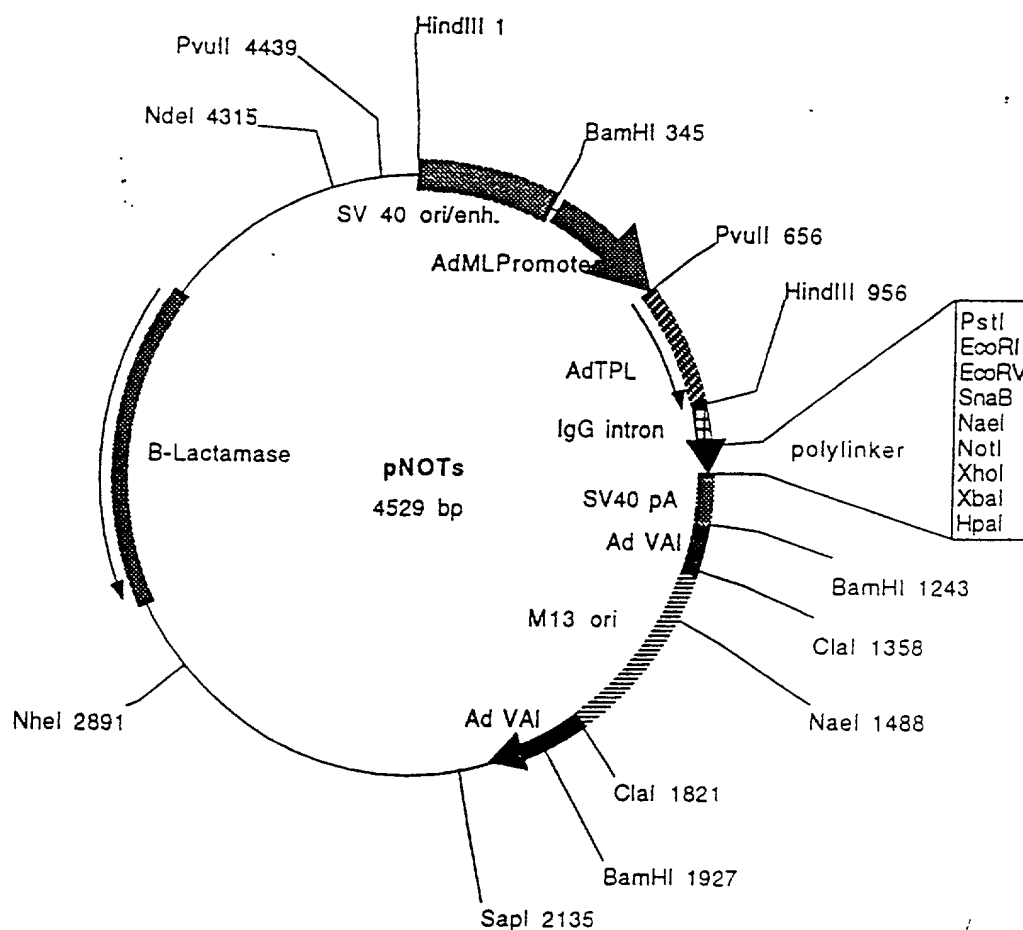 HindIII 1
PvuII 4439
NdeI 4315
BamHI 345
SV 40 ori/enh.
AdMLPromoter
PvuII 656
HindIII 956
PstI
EcoRI
EcoRV
SnaB
NaeI
NotI
XhoI
XbaI
HpaI
AdTPL
IgG intron
polylinker
B-Lactamase
pNOTs
4529 bp
SV40 pA
Ad VAI
BamHI 1243
M13 ori
ClaI 1358
NheI 2891
Ad VAI
NaeI 1488
ClaI 1821
BamHI 1927
SapI 2135